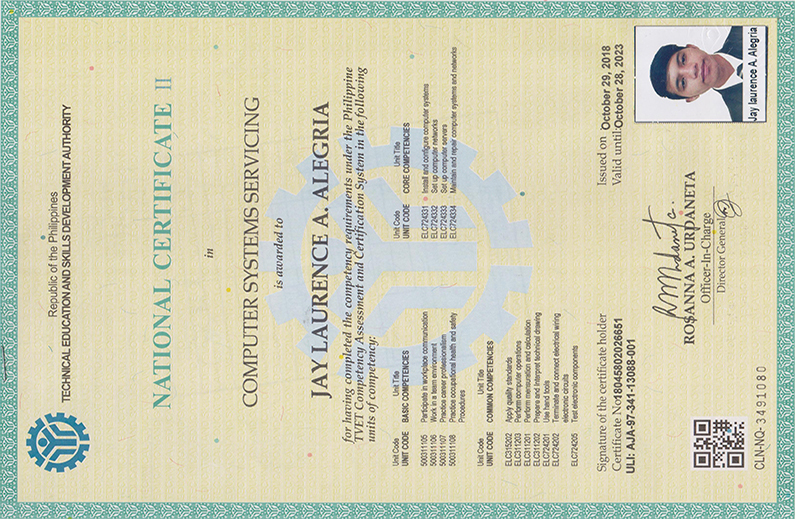 Republic of the Philippines
TECHNICAL EDUCATION AND SKILLS DEVELOPMENT AUTHORITY
NATIONAL CERTIFICATE II
in
COMPUTER SYSTEMS SERVICING
is awarded to
JAY LAURENCE A. ALEGRIA
for having completed the competency requirements under the Philippine
TVET Competency Assessment and Certification System in the following
units of competency:
Unit Code Unit Title
UNIT CODE BASIC COMPETENCIES
500311105 Participate in workplace communication
500311106 Work in a team environment
500311107 Practice career professionalism
500311108 Practice occupational health and safety
Procedures
Unit Code Unit Title
UNIT CODE COMMON COMPETENCIES
ELC315202 Apply quality standards
ELC311203 Perform computer operations
ELC311201 Perform mensuration and calculation
ELC311202 Prepare and Interpret technical drawing
ELC724201 Use hand tools
ELC724202 Terminate and connect electrical wiring
electronic circuits
ELC724205 Test electronic components
Unit Code Unit Title
UNIT CODE CORE COMPETENCIES
ELC724331 Install and configure computer systems
ELC724332 Set up computer networks
ELC724333 Set up computer servers
ELC724334 Maintain and repair computer systems and networks
Signature of the certificate holder
Certificate No 18045802026651
ULI: AJA-97-341-13088-001
Issued on October 29, 2018
Valid until October 28, 2023
ROSANNA A. URDANETA
Officer-In-Charge
Director General
CLN-NQ- 3491080
Jay laurence A. Alegria